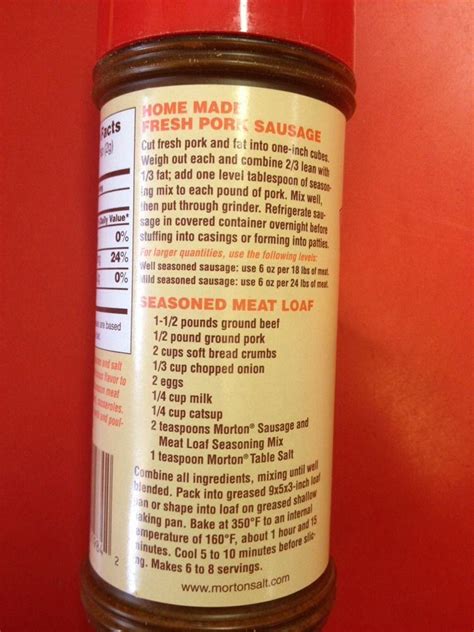 Facts
(2g)
Daily Value*
0%
24%
0%
are based
and salt
flavor to
meat
casseroles,
and poul-
2
HOME MADE
FRESH PORK SAUSAGE
Cut fresh pork and fat into one-inch cubes.
Weigh out each and combine 2/3 lean with
1/3 fat; add one level tablespoon of season-
ing mix to each pound of pork. Mix well,
then put through grinder. Refrigerate sau-
sage in covered container overnight before
stuffing into casings or forming into patties.
For larger quantities, use the following levels:
Well seasoned sausage: use 6 oz per 18 lbs of meat.
Mild seasoned sausage: use 6 oz per 24 lbs of meat.
SEASONED MEAT LOAF
1-1/2 pounds ground beef
1/2 pound ground pork
2 cups soft bread crumbs
1/3 cup chopped onion
2 eggs
1/4 cup milk
1/4 cup catsup
2 teaspoons Morton® Sausage and
Meat Loaf Seasoning Mix
1 teaspoon Morton® Table Salt
Combine all ingredients, mixing until well
blended. Pack into greased 9x5x3-inch loaf
pan or shape into loaf on greased shallow
baking pan. Bake at 350°F to an internal
temperature of 160°F, about 1 hour and 15
minutes. Cool 5 to 10 minutes before slic-
ing. Makes 6 to 8 servings.
www.mortonsalt.com